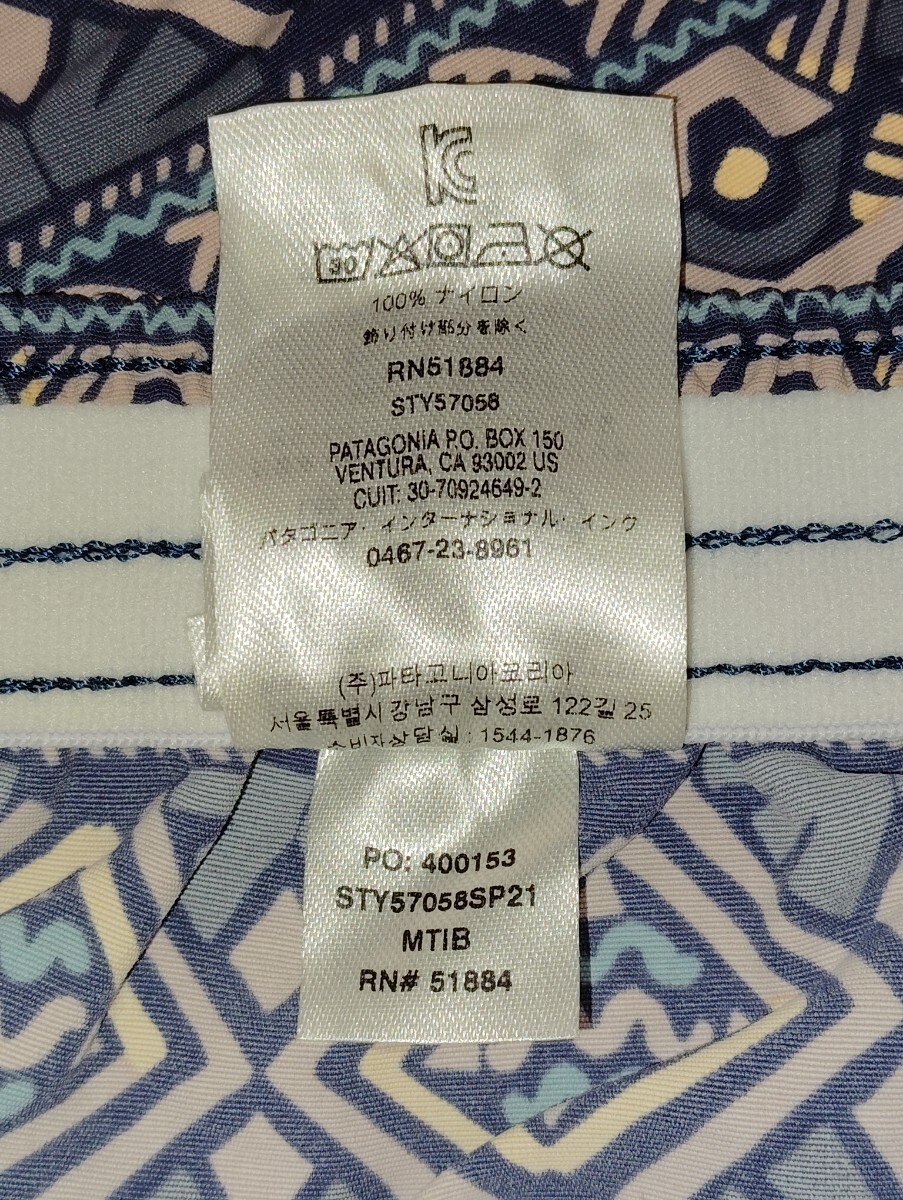 KC
30
100% ナイロン
飾り付け部分を除く
RN51884
STY57058
PATAGONIA P.O. BOX 150
VENTURA, CA 93002 US
CUIT: 30-70924649-2
パタゴニア・インターナショナル・インク
0467-23-8961
(주)파타고니아코리아
서울특별시강남구 삼성로 122길 25
소비자상담실 : 1544-1876
PO: 400153
STY57058SP21
MTIB
RN# 51884